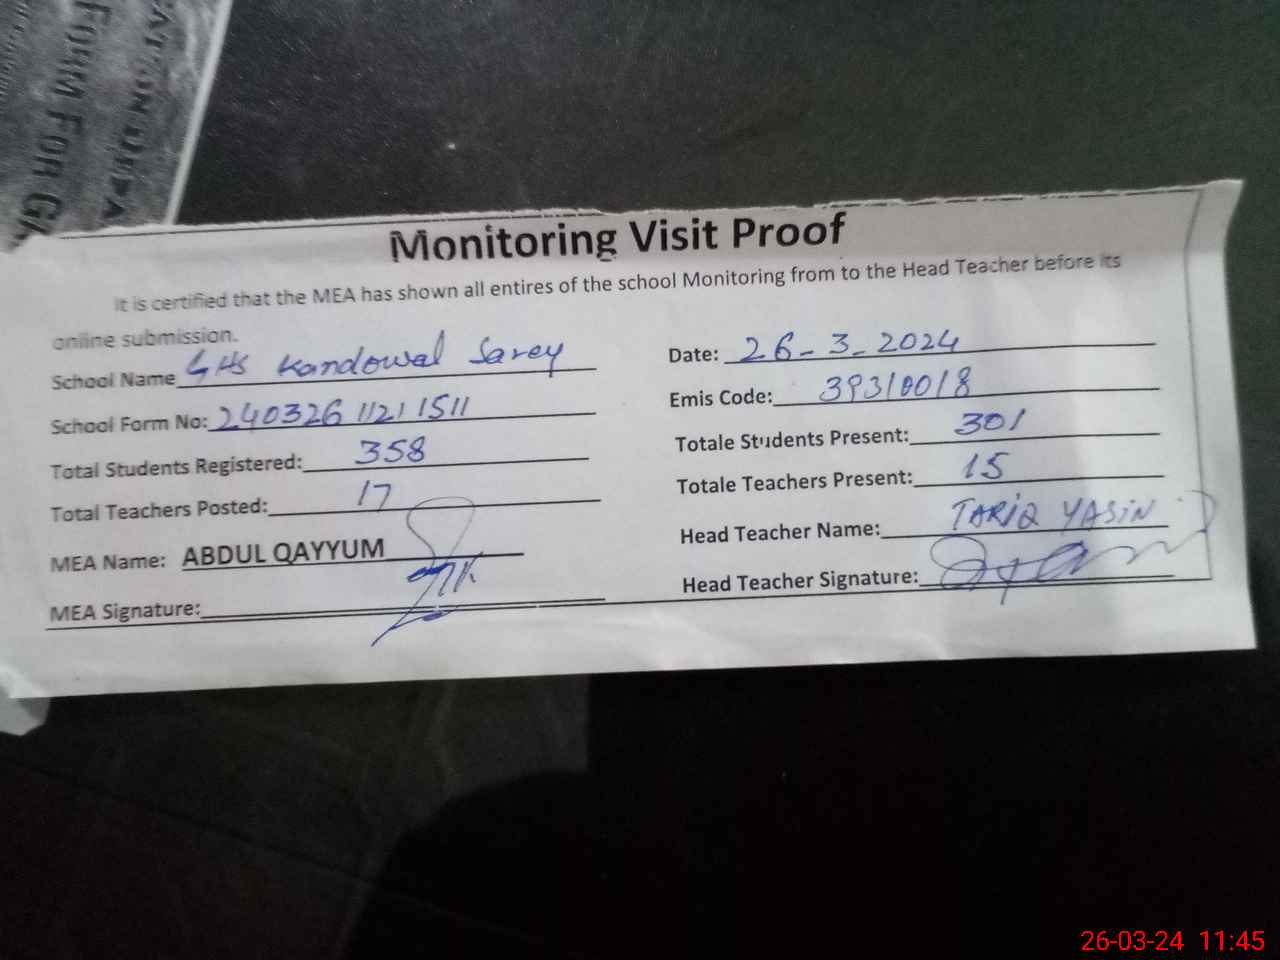 FORM FOR
Monitoring Visit Proof
It is certified that the MEA has shown all entires of the school Monitoring from to the Head Teacher before its
online submission.
School Name GHS Kandowal Sarey
Date: 26-3-2024
School Form No: 240326 11211511
Emis Code: 39310018
Total Students Registered: 358
Totale Students Present: 301
Total Teachers Posted: 17
Totale Teachers Present: 15
MEA Name: ABDUL QAYYUM
Head Teacher Name: TARIQ YASIN
MEA Signature:
Head Teacher Signature:
26-03-24 11:45